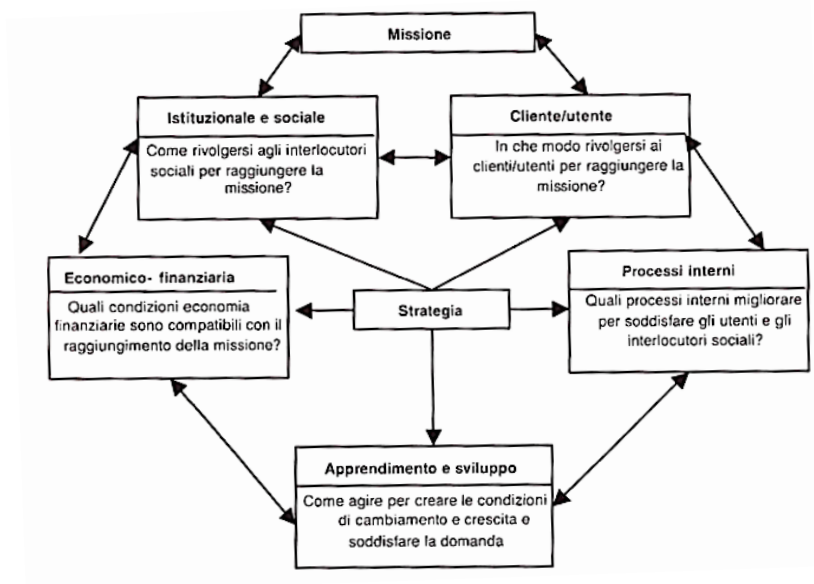 Missione
Istituzionale e sociale
Come rivolgersi agli interlocutori
sociali per raggiungere la
missione?
Cliente/utente
In che modo rivolgersi ai
clienti/utenti per raggiungere la
missione?
Economico- finanziaria
Quali condizioni economia
finanziarie sono compatibili con il
raggiungimento della missione?
Strategia
Processi interni
Quali processi interni migliorare
per soddisfare gli utenti e gli
interlocutori sociali?
Apprendimento e sviluppo
Come agire per creare le condizioni
di cambiamento e crescita e
soddisfare la domanda